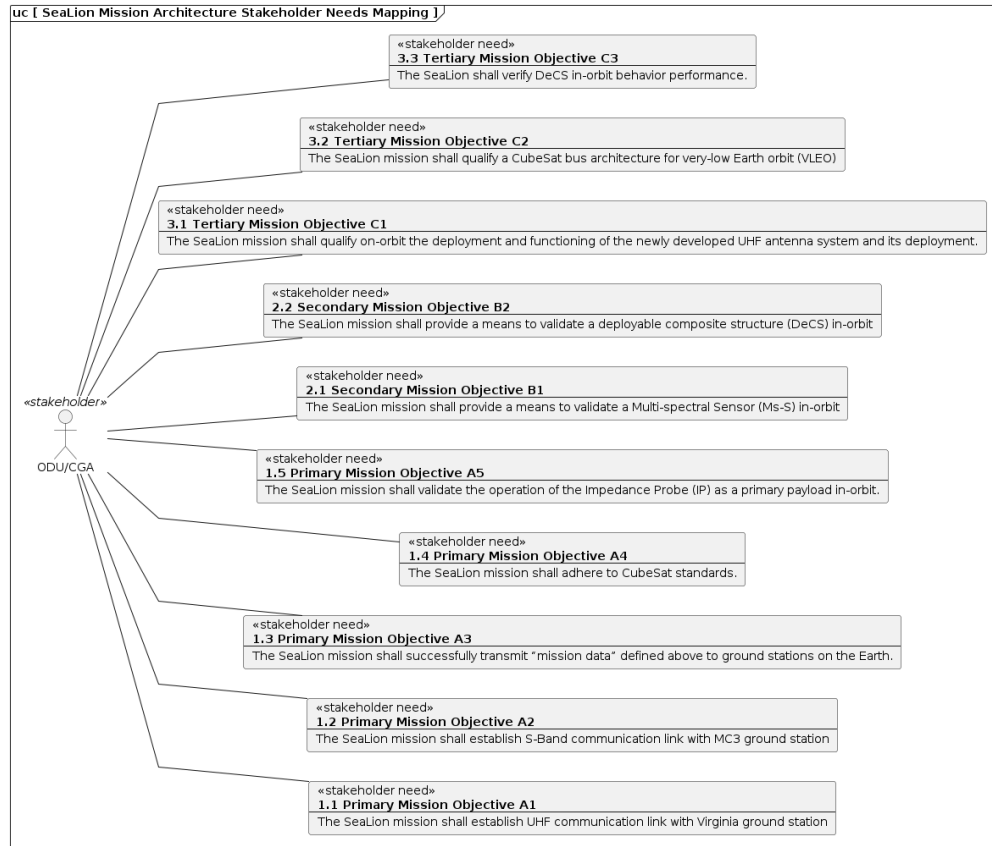 uc [ SeaLion Mission Architecture Stakeholder Needs Mapping ]
«stakeholder need»
3.3 Tertiary Mission Objective C3
The SeaLion shall verify DeCS in-orbit behavior performance.
«stakeholder need»
3.2 Tertiary Mission Objective C2
The SeaLion mission shall qualify a CubeSat bus architecture for very-low Earth orbit (VLEO)
«stakeholder need»
3.1 Tertiary Mission Objective C1
The SeaLion mission shall qualify on-orbit the deployment and functioning of the newly developed UHF antenna system and its deployment.
«stakeholder need»
2.2 Secondary Mission Objective B2
The SeaLion mission shall provide a means to validate a deployable composite structure (DeCS) in-orbit
«stakeholder need»
2.1 Secondary Mission Objective B1
The SeaLion mission shall provide a means to validate a Multi-spectral Sensor (Ms-S) in-orbit
«stakeholder»
ODU/CGA
«stakeholder need»
1.5 Primary Mission Objective A5
The SeaLion mission shall validate the operation of the Impedance Probe (IP) as a primary payload in-orbit.
«stakeholder need»
1.4 Primary Mission Objective A4
The SeaLion mission shall adhere to CubeSat standards.
«stakeholder need»
1.3 Primary Mission Objective A3
The SeaLion mission shall successfully transmit “mission data” defined above to ground stations on the Earth.
«stakeholder need»
1.2 Primary Mission Objective A2
The SeaLion mission shall establish S-Band communication link with MC3 ground station
«stakeholder need»
1.1 Primary Mission Objective A1
The SeaLion mission shall establish UHF communication link with Virginia ground station